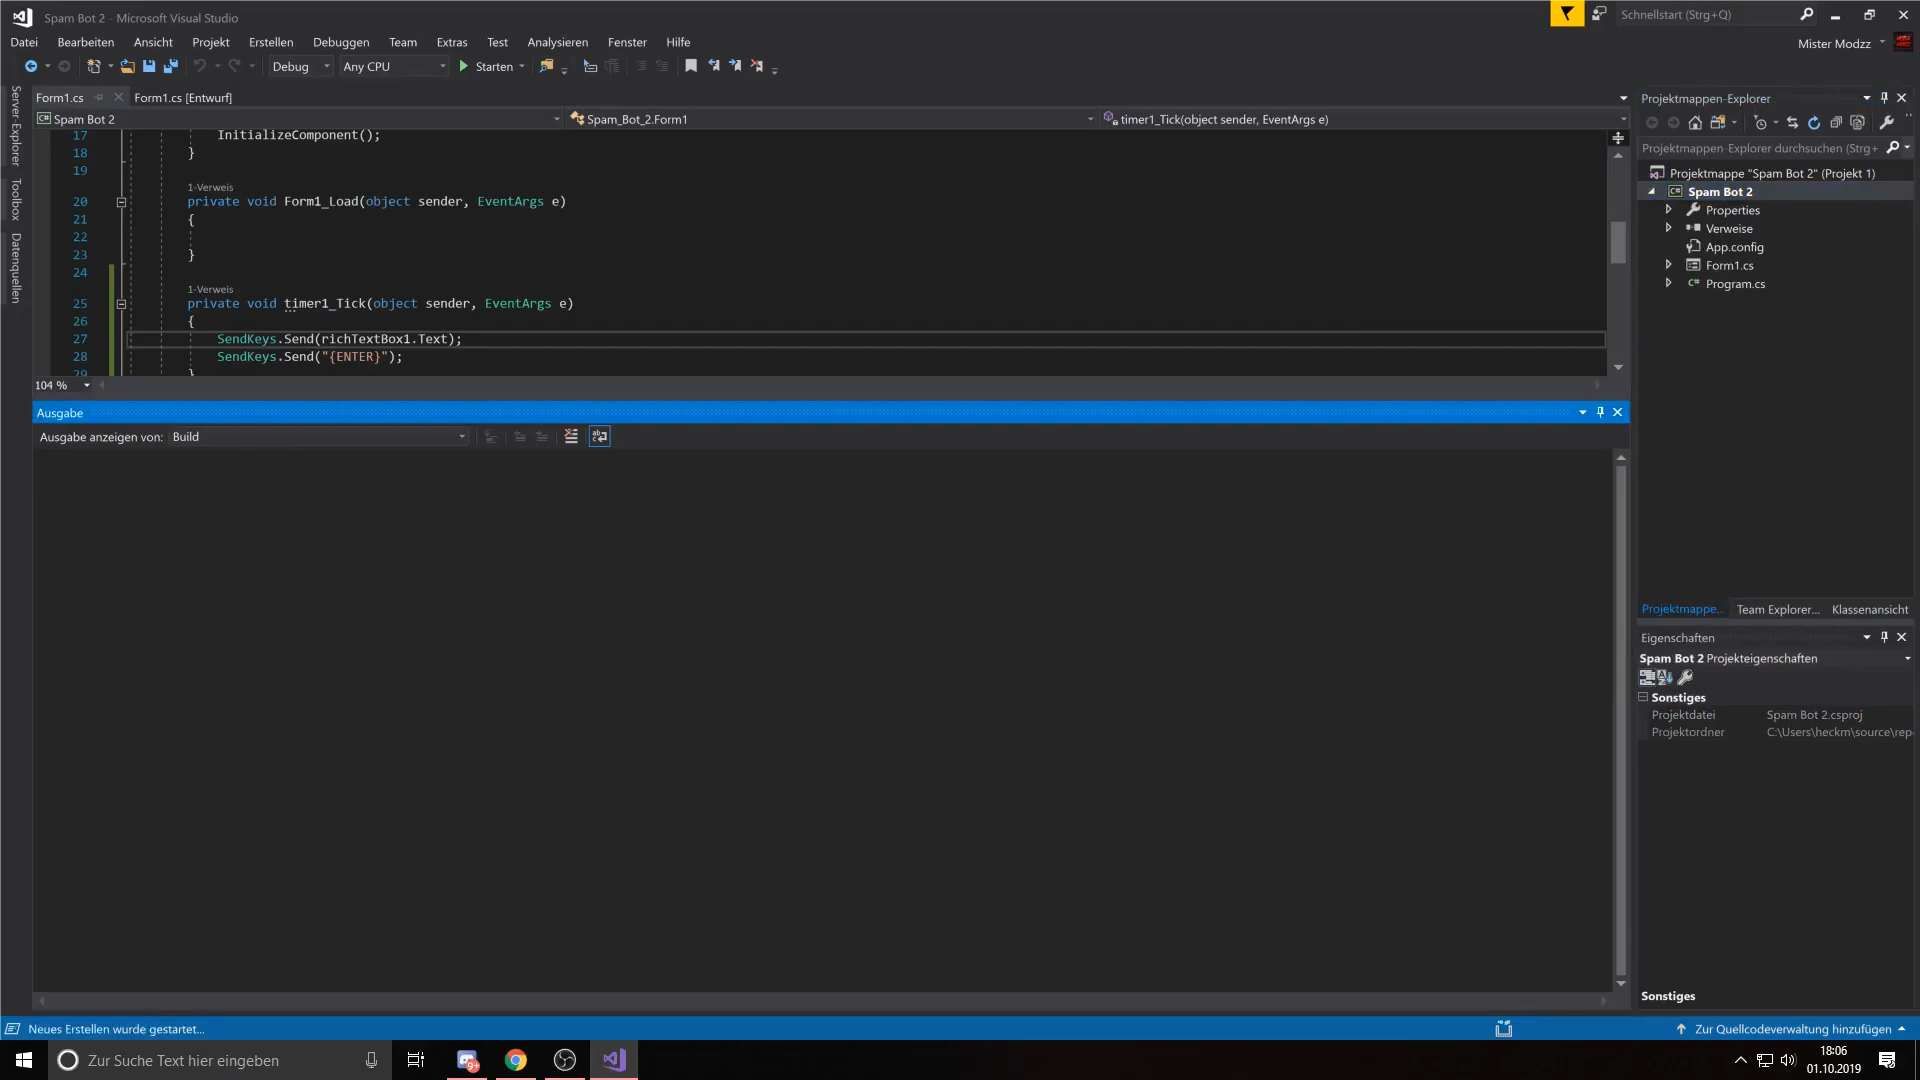 Spam Bot 2 - Microsoft Visual Studio
Schnellstart (Strg+Q)
Datei Bearbeiten Ansicht Projekt Erstellen Debuggen Team Extras Test Analysieren Fenster Hilfe
Mister Modzz
Debug Any CPU Starten
Server-Explorer
Toolbox
Datenquellen
Form1.cs Form1.cs [Entwurf]
Spam Bot 2 Spam_Bot_2.Form1 timer1_Tick(object sender, EventArgs e)
17 InitializeComponent();
18 }
19
1-Verweis
20 private void Form1_Load(object sender, EventArgs e)
21 {
22
23 }
24
1-Verweis
25 private void timer1_Tick(object sender, EventArgs e)
26 {
27 SendKeys.Send(richTextBox1.Text);
28 SendKeys.Send("{ENTER}");
29 }
104 %
Ausgabe
Ausgabe anzeigen von: Build
Projektmappen-Explorer
Projektmappen-Explorer durchsuchen (Strg+
Projektmappe "Spam Bot 2" (Projekt 1)
Spam Bot 2
Properties
Verweise
App.config
Form1.cs
Program.cs
Projektmappe... Team Explorer... Klassenansicht
Eigenschaften
Spam Bot 2 Projekteigenschaften
Sonstiges
Projektdatei Spam Bot 2.csproj
Projektordner C:\Users\heckm\source\rep
Sonstiges
Neues Erstellen wurde gestartet...
Zur Quellcodeverwaltung hinzufügen
Zur Suche Text hier eingeben
9+
18:06
01.10.2019